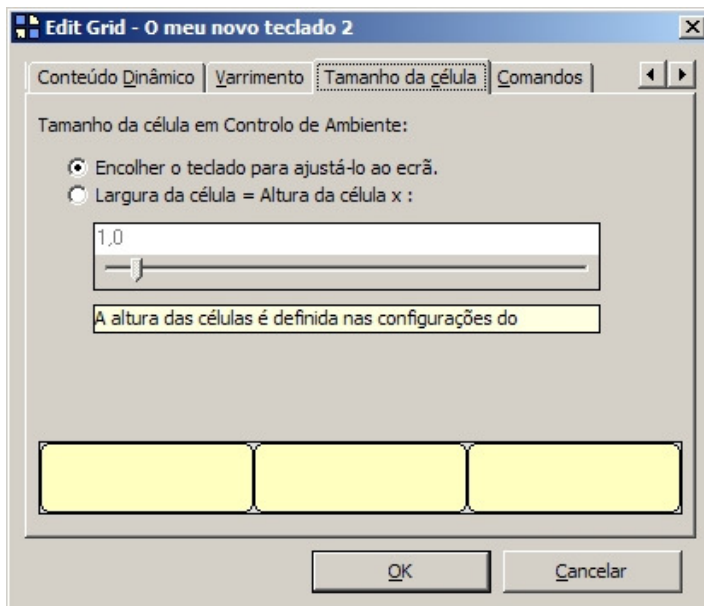 Edit Grid - O meu novo teclado 2
Conteúdo Dinâmico Varrimento Tamanho da célula Comandos
Tamanho da célula em Controlo de Ambiente:
Encolher o teclado para ajustá-lo ao ecrã.
Largura da célula = Altura da célula x :
1,0
A altura das células é definida nas configurações do
OK Cancelar